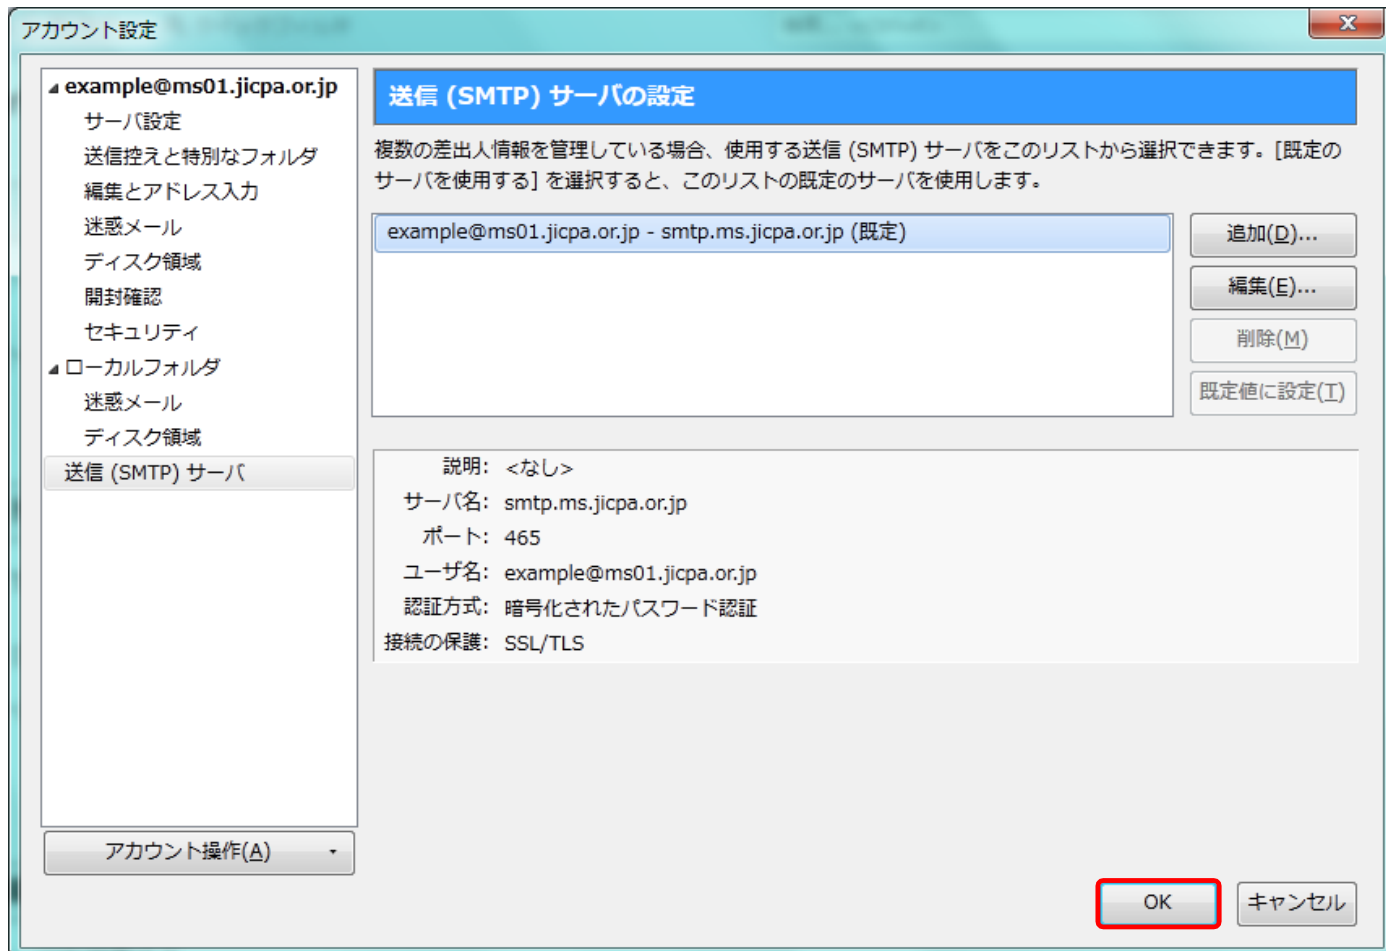 アカウント設定
example@ms01.jicpa.or.jp
サーバ設定
送信控えと特別なフォルダ
編集とアドレス入力
迷惑メール
ディスク領域
開封確認
セキュリティ
ローカルフォルダ
迷惑メール
ディスク領域
送信 (SMTP) サーバ
アカウント操作(A)
送信 (SMTP) サーバの設定
複数の差出人情報を管理している場合、使用する送信 (SMTP) サーバをこのリストから選択できます。[既定の
サーバを使用する] を選択すると、このリストの既定のサーバを使用します。
example@ms01.jicpa.or.jp - smtp.ms.jicpa.or.jp (既定)
追加(D)...
編集(E)...
削除(M)
既定値に設定(T)
説明: <なし>
サーバ名: smtp.ms.jicpa.or.jp
ポート: 465
ユーザ名: example@ms01.jicpa.or.jp
認証方式: 暗号化されたパスワード認証
接続の保護: SSL/TLS
OK
キャンセル